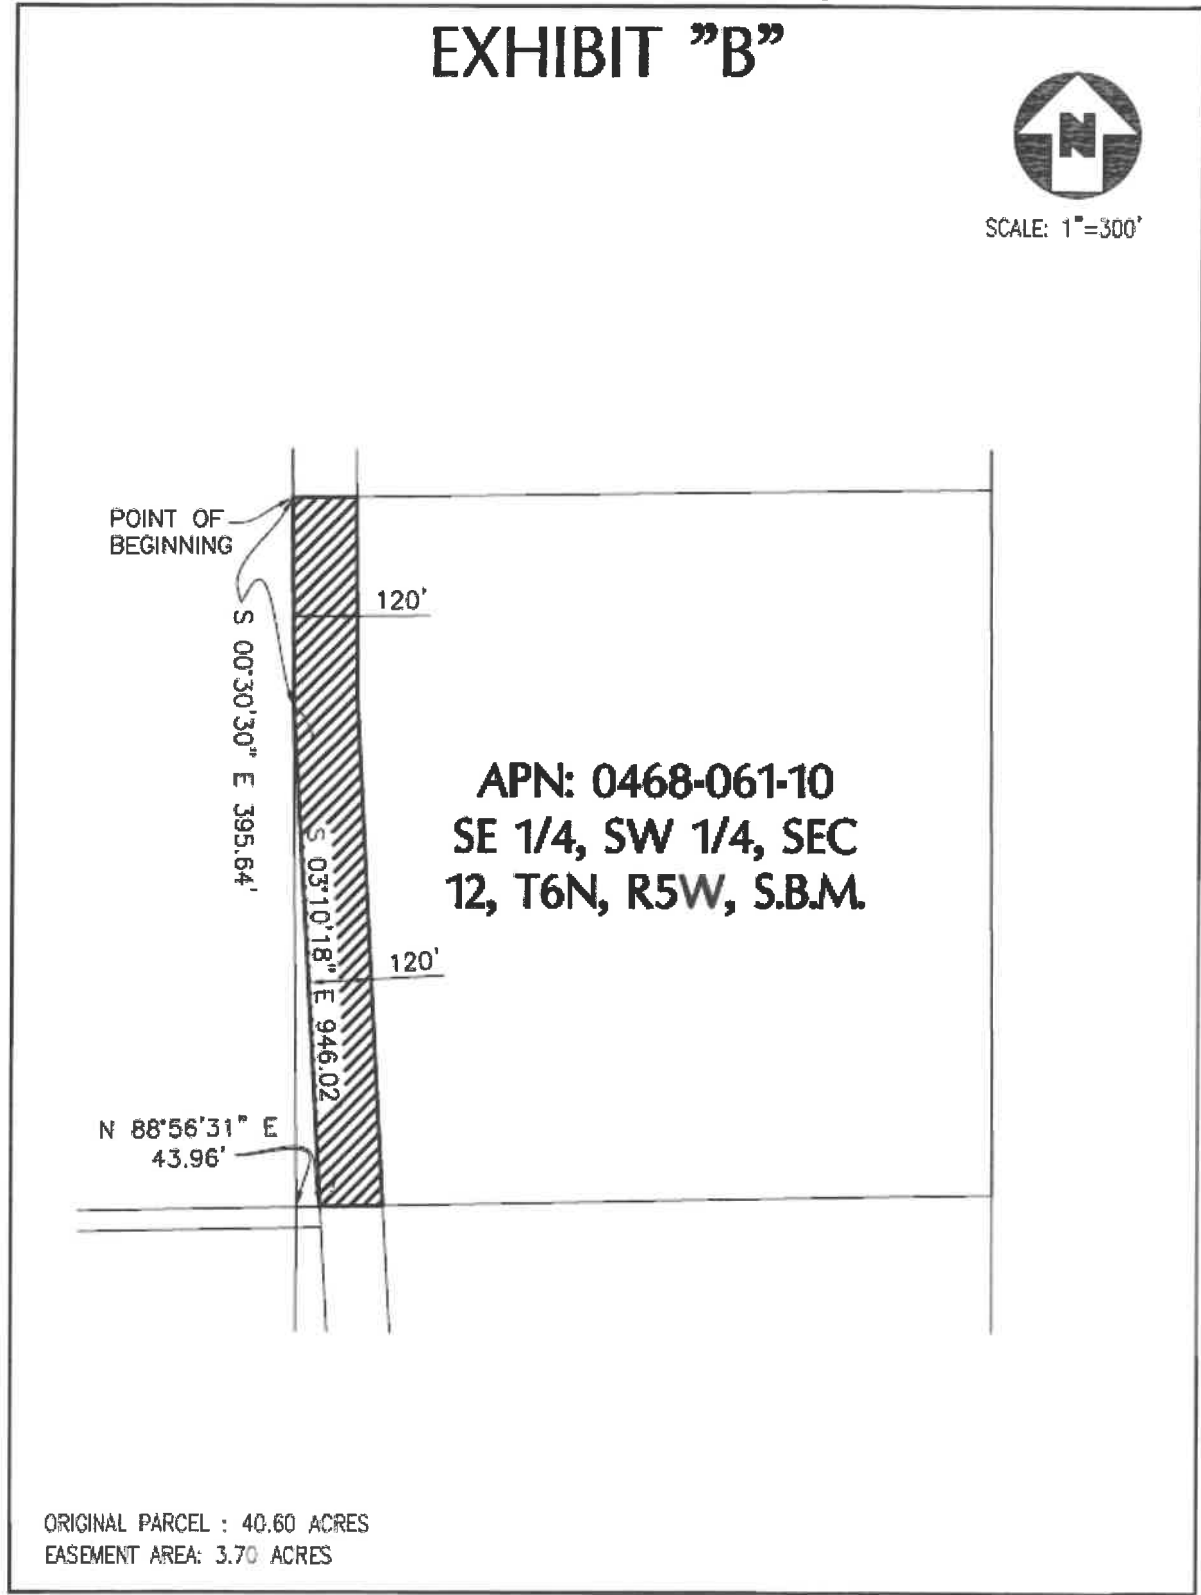 EXHIBIT "B"
N
SCALE: 1"=300'
POINT OF
BEGINNING
120'
S 00°30'30" E 395.64'
APN: 0468-061-10
SE 1/4, SW 1/4, SEC
12, T6N, R5W, S.B.M.
S 03°10'18" E 946.02
120'
N 88°56'31" E
43.96'
ORIGINAL PARCEL : 40.60 ACRES
EASEMENT AREA: 3.70 ACRES